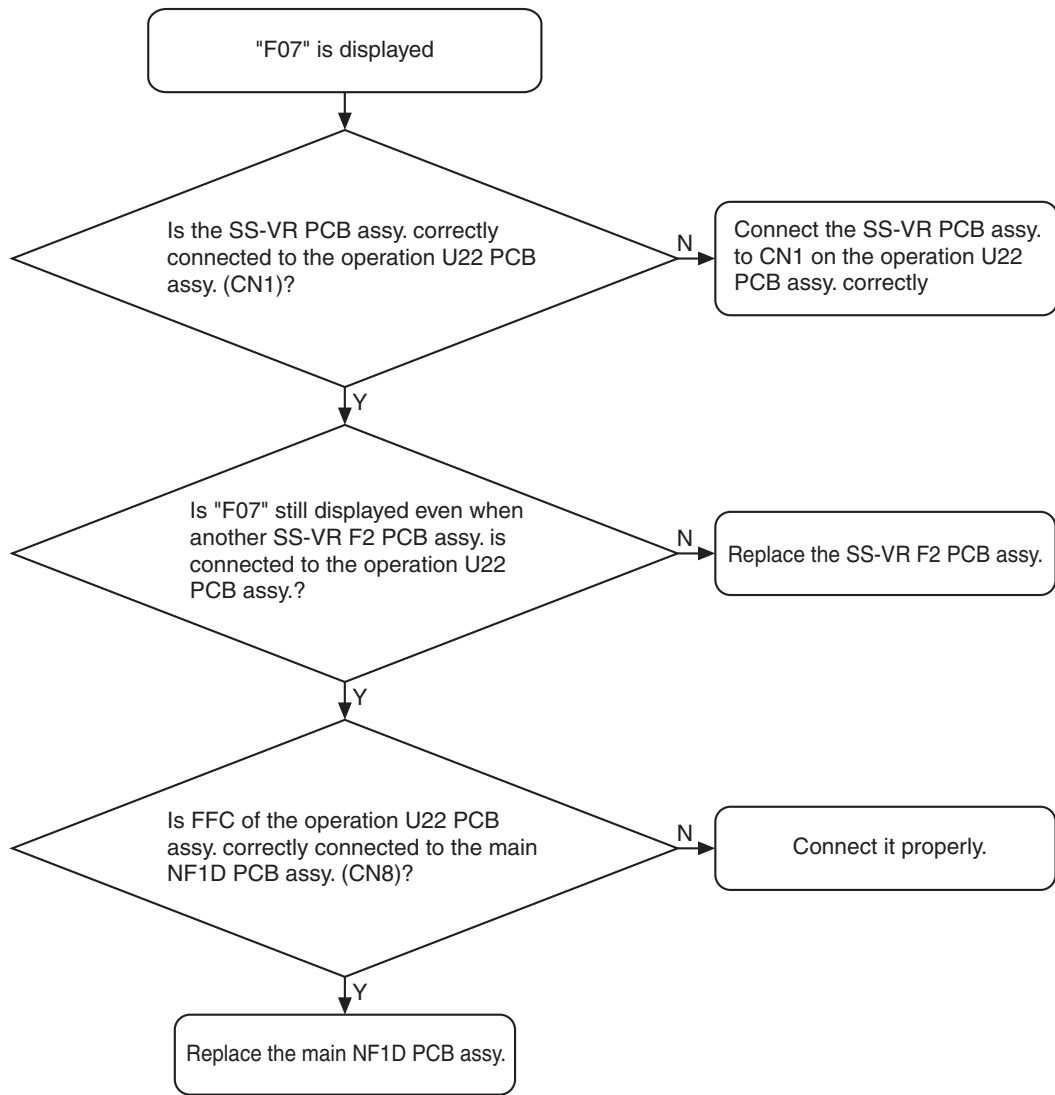 "F07" is displayed
Is the SS-VR PCB assy. correctly
connected to the operation U22 PCB
assy. (CN1)?
N
Connect the SS-VR PCB assy.
to CN1 on the operation U22
PCB assy. correctly
Y
Is "F07" still displayed even when
another SS-VR F2 PCB assy. is
connected to the operation U22
PCB assy.?
N
Replace the SS-VR F2 PCB assy.
Y
Is FFC of the operation U22 PCB
assy. correctly connected to the main
NF1D PCB assy. (CN8)?
N
Connect it properly.
Y
Replace the main NF1D PCB assy.